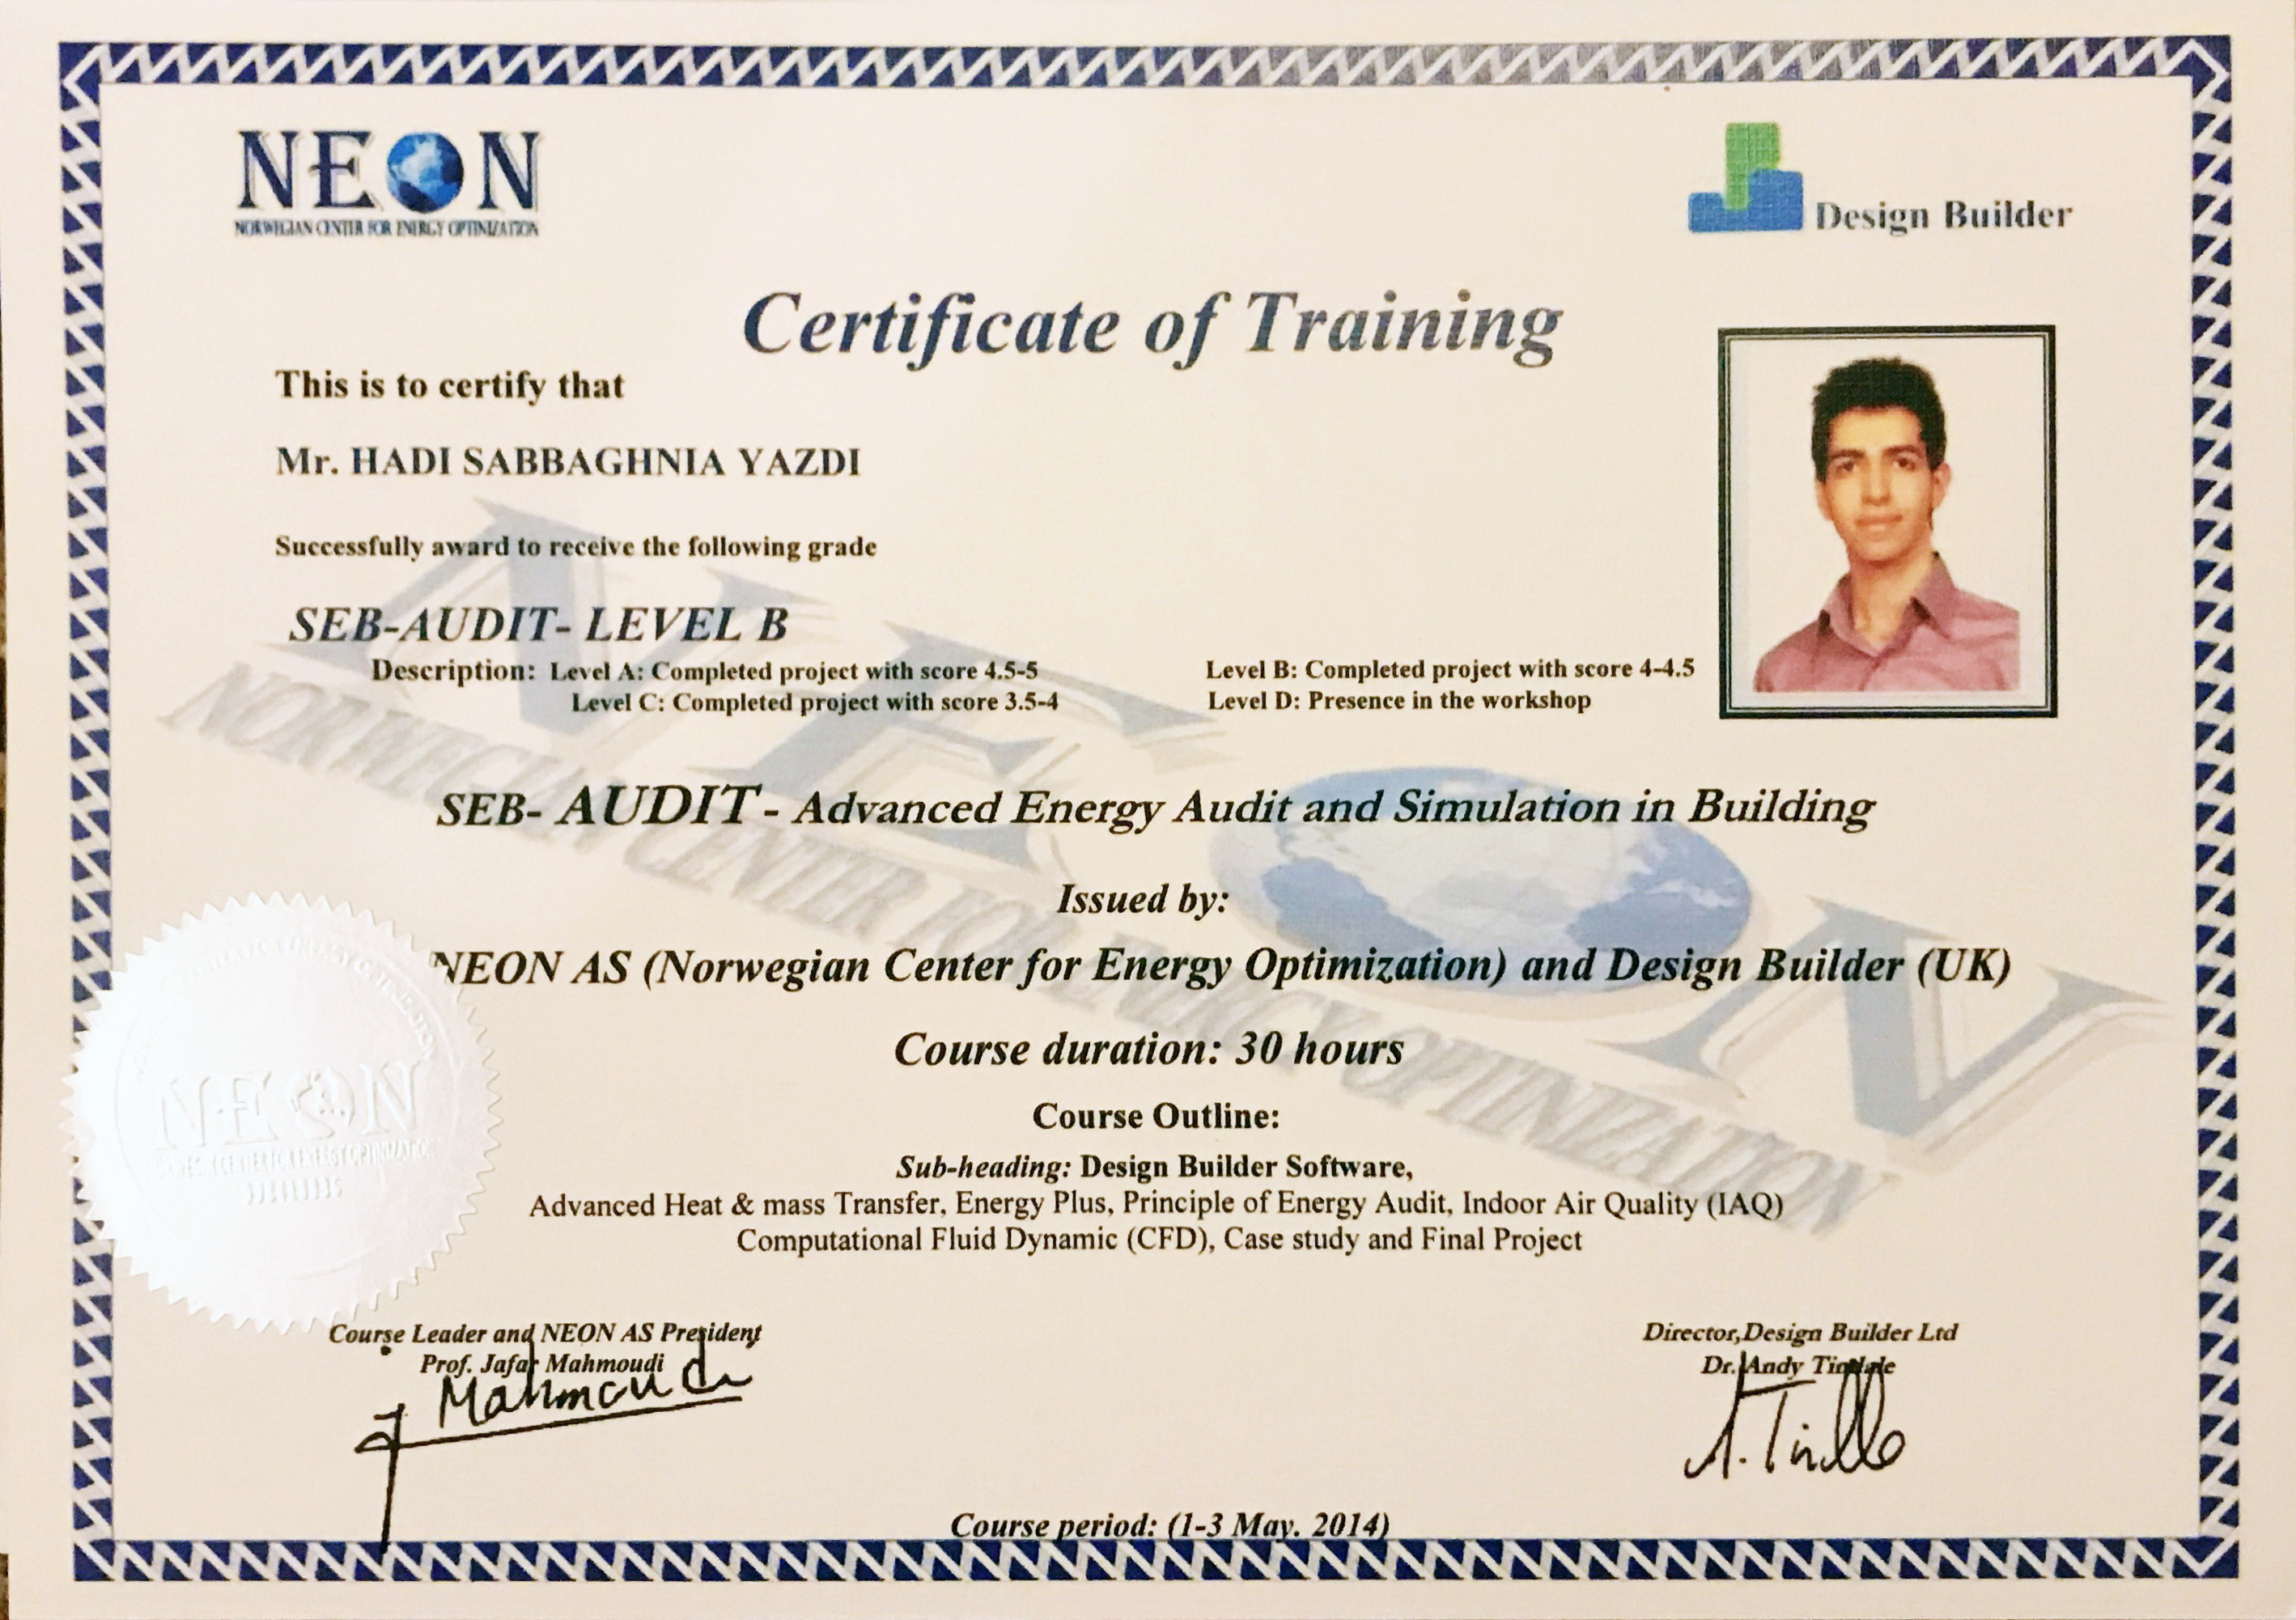 NEON
NORWEGIAN CENTER FOR ENERGY OPTIMIZATION
Design Builder
Certificate of Training
This is to certify that
Mr. HADI SABBAGHNIA YAZDI
Successfully award to receive the following grade
SEB-AUDIT- LEVEL B
Description: Level A: Completed project with score 4.5-5 Level B: Completed project with score 4-4.5
Level C: Completed project with score 3.5-4 Level D: Presence in the workshop
NEON
NORWEGIAN CENTER FOR ENERGY OPTIMIZATION
SEB- AUDIT - Advanced Energy Audit and Simulation in Building
Issued by:
NEON AS (Norwegian Center for Energy Optimization) and Design Builder (UK)
Course duration: 30 hours
Course Outline:
Sub-heading: Design Builder Software,
Advanced Heat & mass Transfer, Energy Plus, Principle of Energy Audit, Indoor Air Quality (IAQ)
Computational Fluid Dynamic (CFD), Case study and Final Project
NEON
NORWEGIAN CENTER FOR ENERGY OPTIMIZATION
Course Leader and NEON AS President
Prof. Jafar Mahmoudi
J Mahmoudi
Director,Design Builder Ltd
Dr. Andy Tindale
A. Tindle
Course period: (1-3 May. 2014)